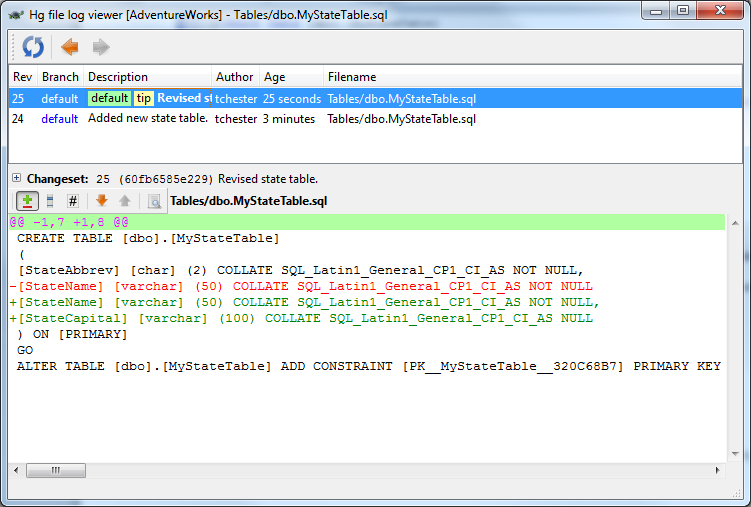 Hg file log viewer [AdventureWorks] - Tables/dbo.MyStateTable.sql
Rev Branch Description Author Age Filename
25 default default tip Revised st tchester 25 seconds Tables/dbo.MyStateTable.sql
24 default Added new state table. tchester 3 minutes Tables/dbo.MyStateTable.sql
Changeset: 25 (60fb6585e229) Revised state table.
# Tables/dbo.MyStateTable.sql
@@ -1,7 +1,8 @@
CREATE TABLE [dbo].[MyStateTable]
(
[StateAbbrev] [char] (2) COLLATE SQL_Latin1_General_CP1_CI_AS NOT NULL,
-[StateName] [varchar] (50) COLLATE SQL_Latin1_General_CP1_CI_AS NOT NULL
+[StateName] [varchar] (50) COLLATE SQL_Latin1_General_CP1_CI_AS NOT NULL,
+[StateCapital] [varchar] (100) COLLATE SQL_Latin1_General_CP1_CI_AS NULL
) ON [PRIMARY]
GO
ALTER TABLE [dbo].[MyStateTable] ADD CONSTRAINT [PK__MyStateTable__320C68B7] PRIMARY KEY